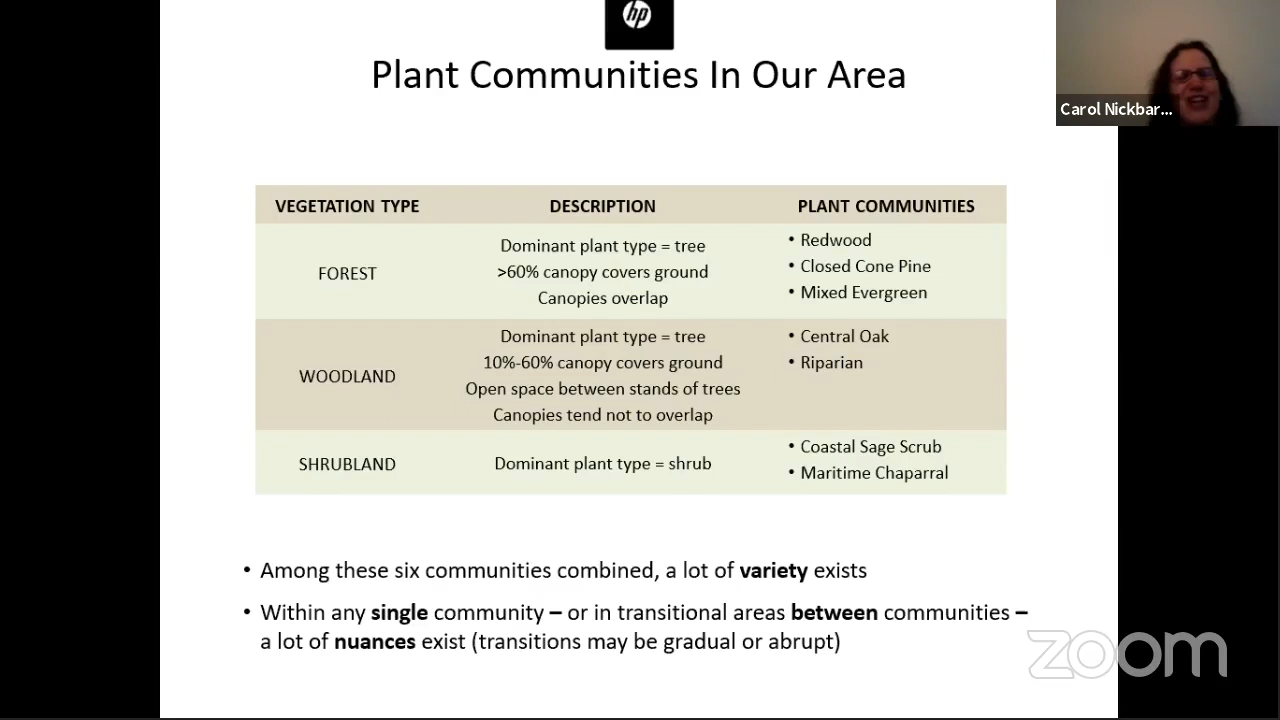 hp
Plant Communities In Our Area
Carol Nickbar...
VEGETATION TYPE DESCRIPTION PLANT COMMUNITIES
FOREST
Dominant plant type = tree
>60% canopy covers ground
Canopies overlap
• Redwood
• Closed Cone Pine
• Mixed Evergreen
WOODLAND
Dominant plant type = tree
10%-60% canopy covers ground
Open space between stands of trees
Canopies tend not to overlap
• Central Oak
• Riparian
SHRUBLAND
Dominant plant type = shrub
• Coastal Sage Scrub
• Maritime Chaparral
• Among these six communities combined, a lot of variety exists
• Within any single community – or in transitional areas between communities –
a lot of nuances exist (transitions may be gradual or abrupt)
zoom